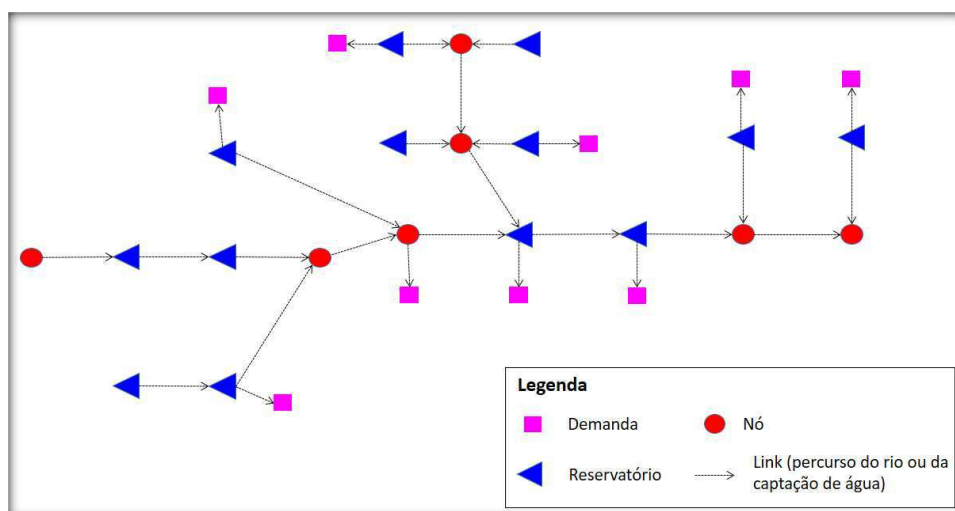 Legenda
Demanda
Nó
Reservatório
Link (percurso do rio ou da
captação de água)